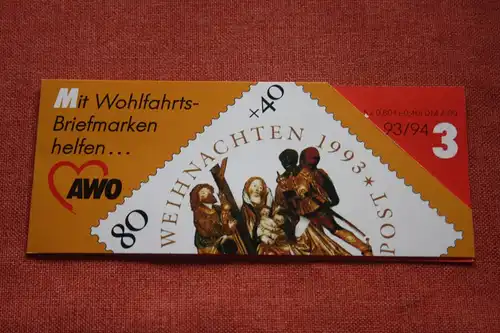 Mit Wohlfahrts-
Briefmarken
helfen...
AWO
80
+40
WEIHNACHTEN 1993 *
POST
93/94
3